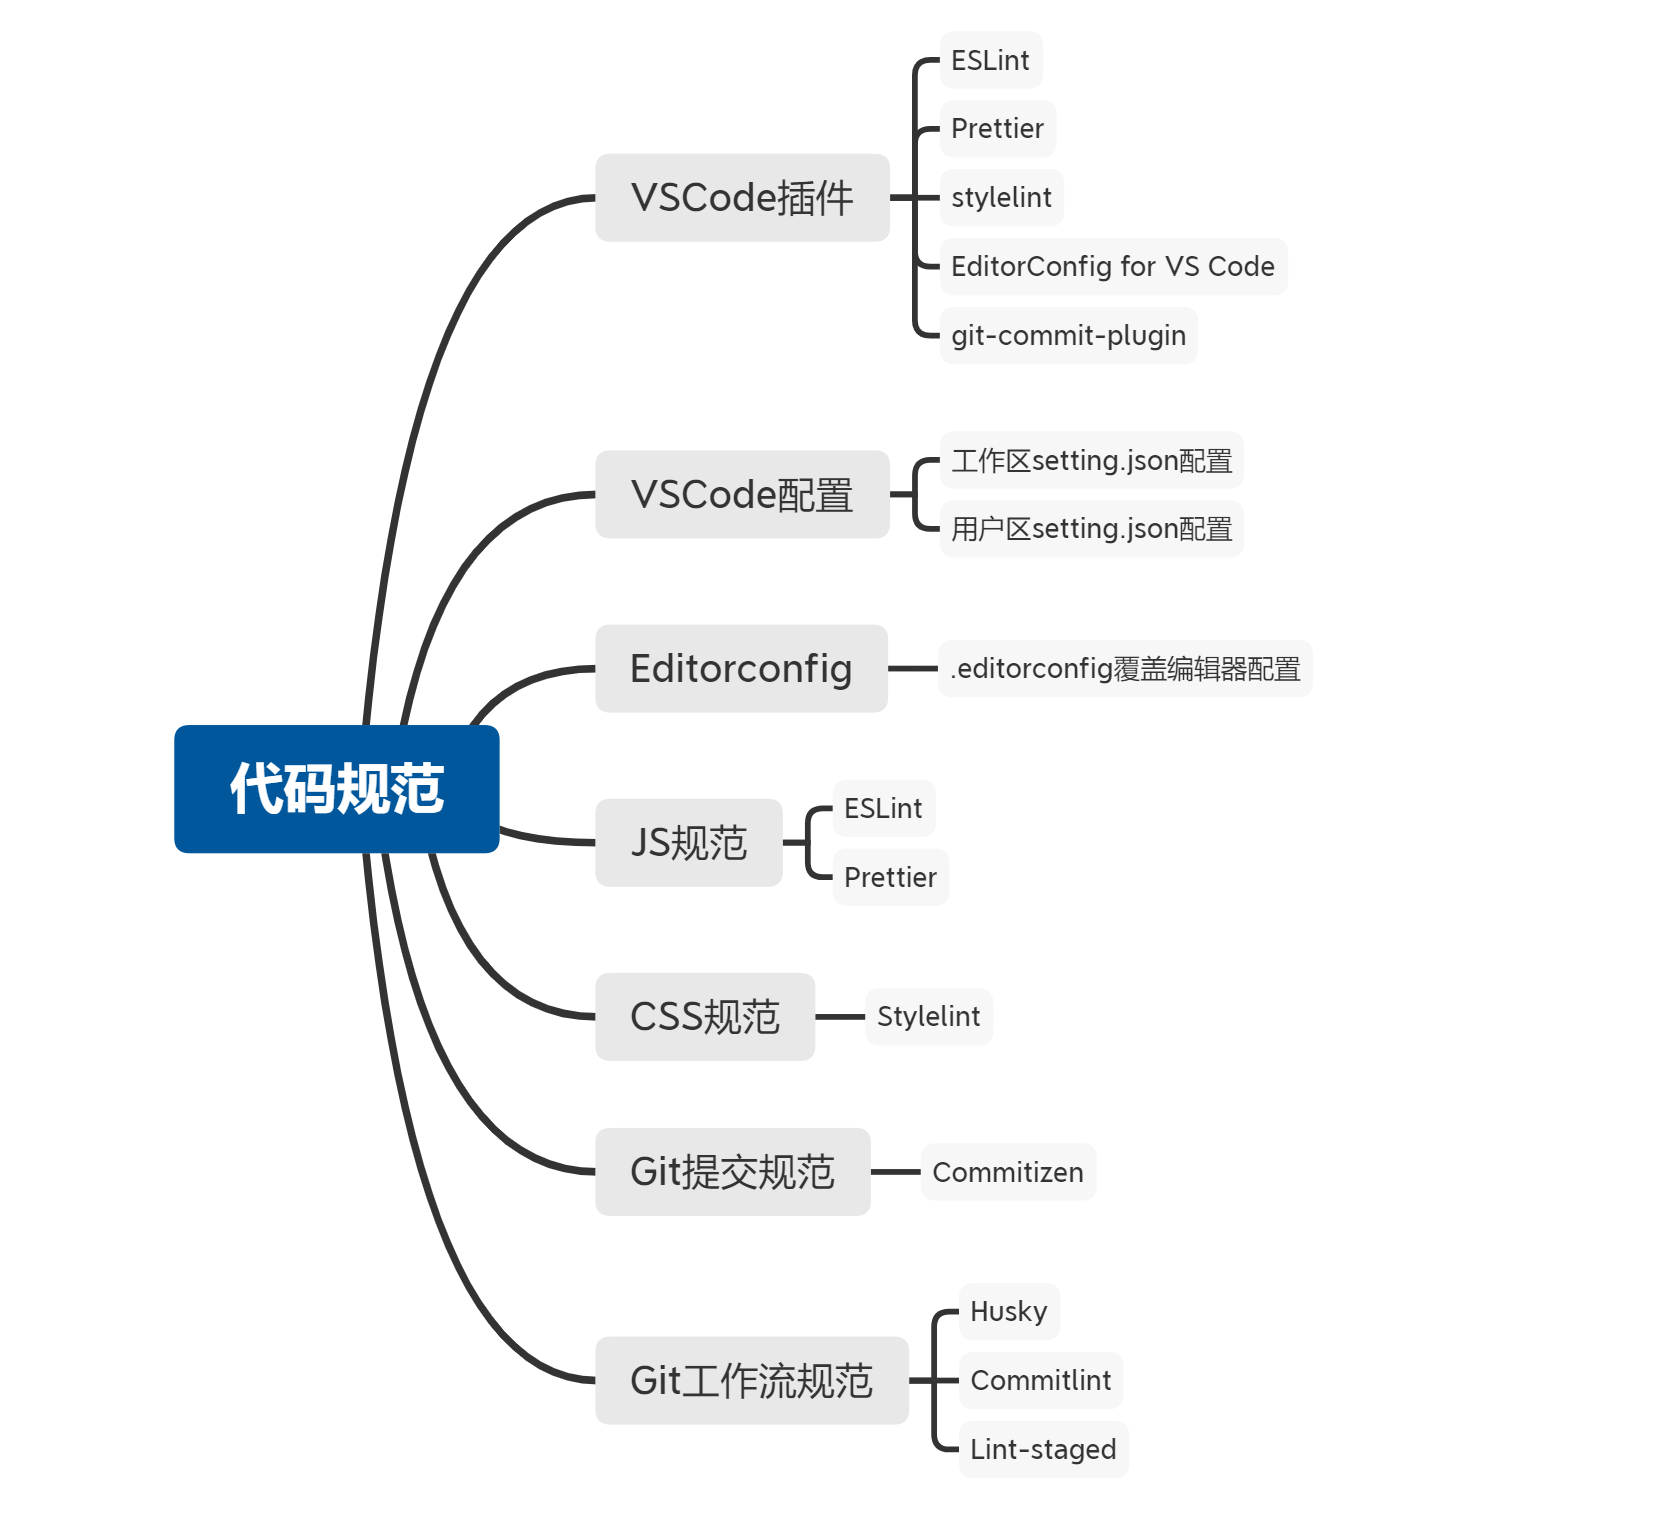 代码规范
VSCode插件
ESLint
Prettier
stylelint
EditorConfig for VS Code
git-commit-plugin
VSCode配置
工作区setting.json配置
用户区setting.json配置
Editorconfig
.editorconfig覆盖编辑器配置
JS规范
ESLint
Prettier
CSS规范
Stylelint
Git提交规范
Commitizen
Git工作流规范
Husky
Commitlint
Lint-staged